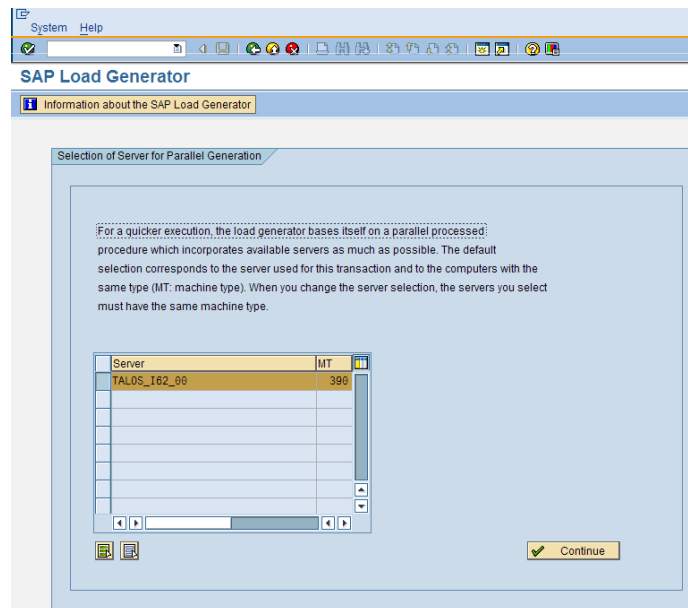 System Help
SAP Load Generator
Information about the SAP Load Generator
Selection of Server for Parallel Generation
For a quicker execution, the load generator bases itself on a parallel processed
procedure which incorporates available servers as much as possible. The default
selection corresponds to the server used for this transaction and to the computers with the
same type (MT: machine type). When you change the server selection, the servers you select
must have the same machine type.
Server MT
TALOS_I62_00 390
Continue